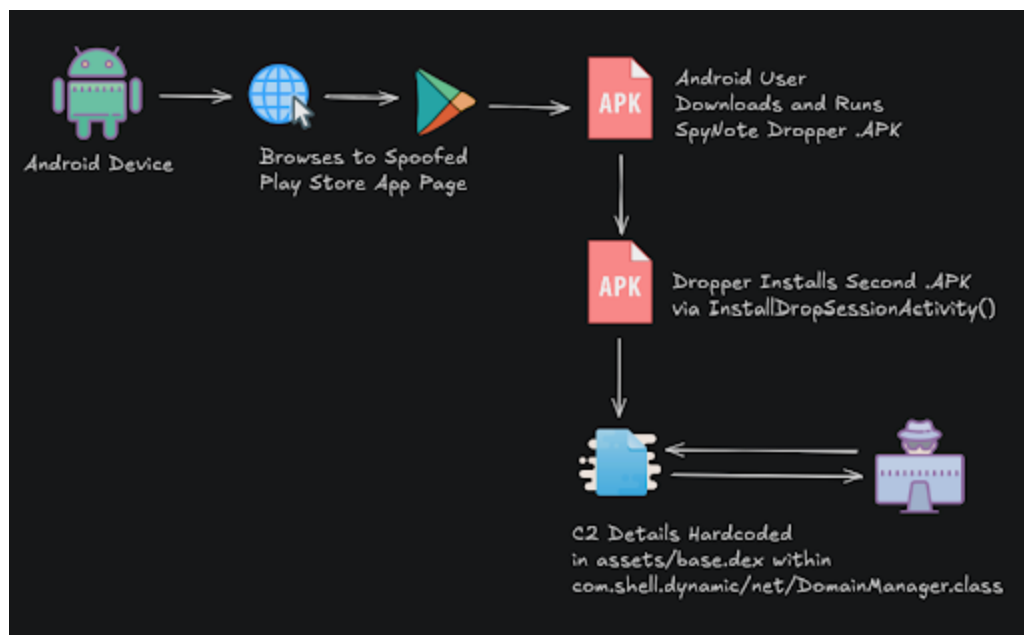 Android Device
Browses to Spoofed
Play Store App Page
APK
Android User
Downloads and Runs
SpyNote Dropper .APK
APK
Dropper Installs Second .APK
via InstallDropSessionActivity()
C2 Details Hardcoded
in assets/base.dex within
com.shell.dynamic/net/DomainManager.class